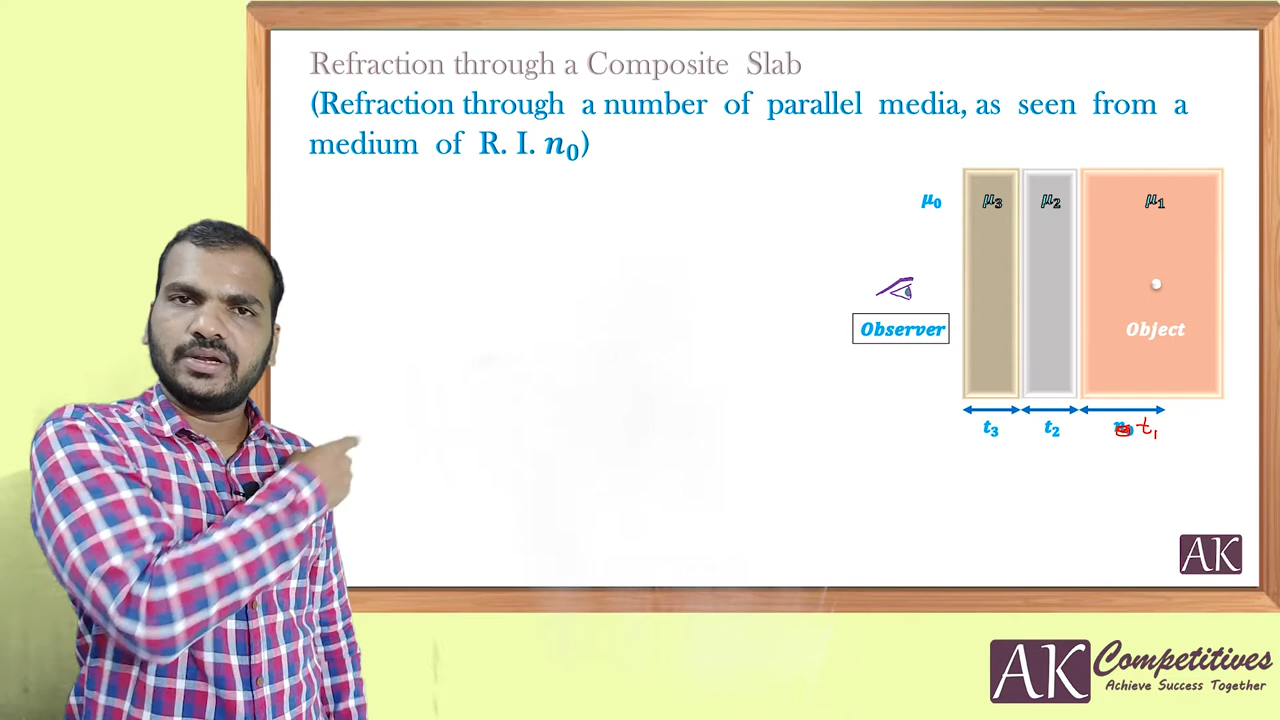 Refraction through a Composite Slab
(Refraction through a number of parallel media, as seen from a
medium of R. I. n₀)
μ₀ μ₃ μ₂ μ₁
Observer
Object
t₃ t₂ t₁
AK
AK Competitives
Achieve Success Together